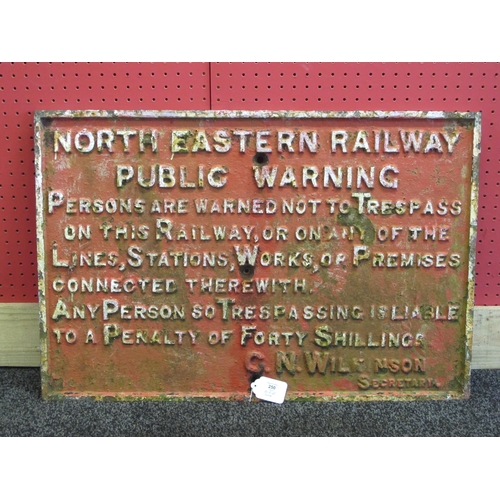 NORTH EASTERN RAILWAY
PUBLIC WARNING
PERSONS ARE WARNED NOT TO TRESPASS
ON THIS RAILWAY, OR ON ANY OF THE
LINES, STATIONS, WORKS, OR PREMISES
CONNECTED THEREWITH.
ANY PERSON SO TRESPASSING IS LIABLE
TO A PENALTY OF FORTY SHILLINGS
C. N. WILKINSON
SECRETARY.